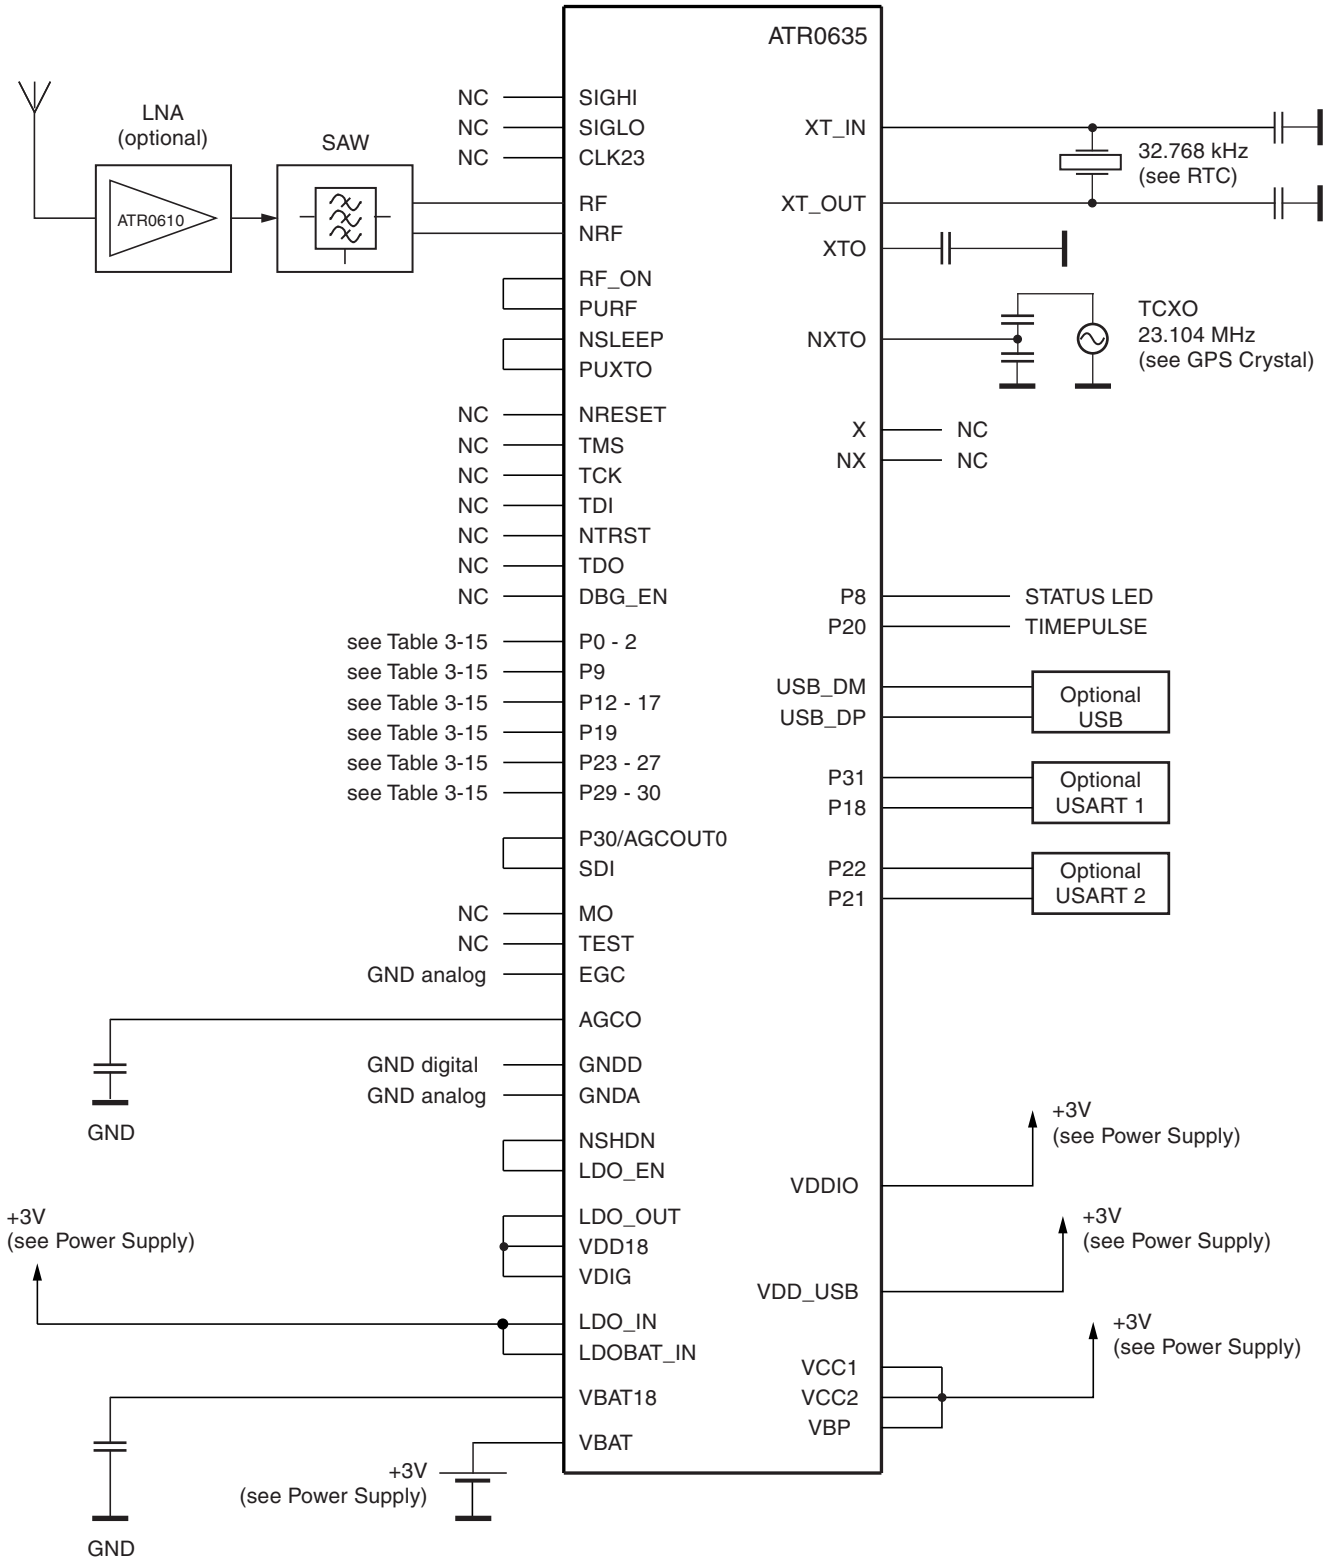 ATR0635
LNA
(optional)
ATR0610
SAW
NC SIGHI
NC SIGLO
NC CLK23
RF
NRF
RF_ON
PURF
NSLEEP
PUXTO
NC NRESET
NC TMS
NC TCK
NC TDI
NC NTRST
NC TDO
NC DBG_EN
see Table 3-15 P0 - 2
see Table 3-15 P9
see Table 3-15 P12 - 17
see Table 3-15 P19
see Table 3-15 P23 - 27
see Table 3-15 P29 - 30
P30/AGCOUT0
SDI
NC MO
NC TEST
GND analog EGC
AGCO
GND
GND digital GNDD
GND analog GNDA
NSHDN
LDO_EN
LDO_OUT
VDD18
VDIG
+3V
(see Power Supply)
LDO_IN
LDOBAT_IN
VBAT18
GND
VBAT
+3V
(see Power Supply)
XT_IN
32.768 kHz
(see RTC)
XT_OUT
XTO
NXTO
TCXO
23.104 MHz
(see GPS Crystal)
X NC
NX NC
P8 STATUS LED
P20 TIMEPULSE
USB_DM
USB_DP
Optional
USB
P31
P18
Optional
USART 1
P22
P21
Optional
USART 2
VDDIO
+3V
(see Power Supply)
VDD_USB
+3V
(see Power Supply)
VCC1
VCC2
VBP
+3V
(see Power Supply)